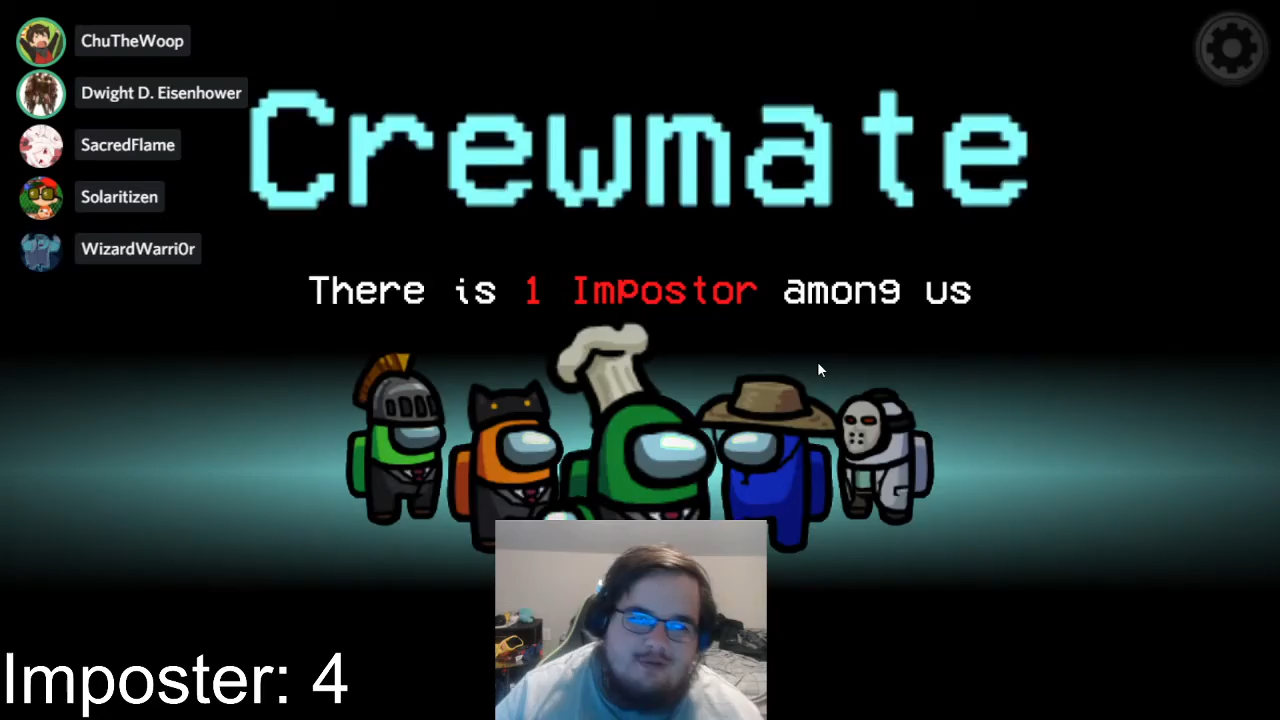 ChuTheWoop
Dwight D. Eisenhower
SacredFlame
Solaritizen
WizardWarri0r
Crewmate
There is 1 Impostor among us
Imposter: 4